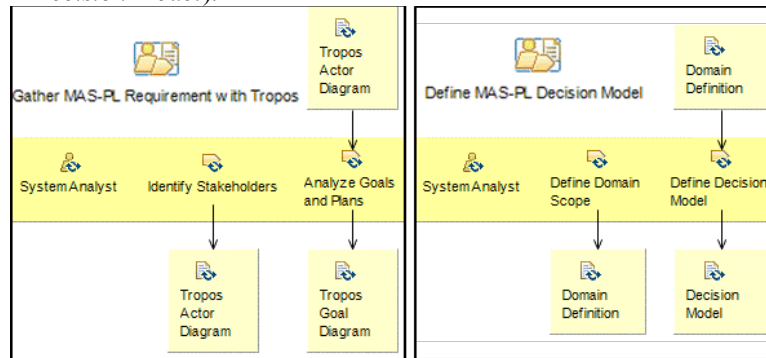 Decision Model).
Tropos
Actor
Diagram
Gather MAS-PL Requirement with Tropos
System Analyst
Identify Stakeholders
Analyze Goals
and Plans
Tropos
Actor
Diagram
Tropos
Goal
Diagram
Domain
Definition
Define MAS-PL Decision Model
System Analyst
Define Domain
Scope
Define Decision
Model
Domain
Definition
Decision
Model